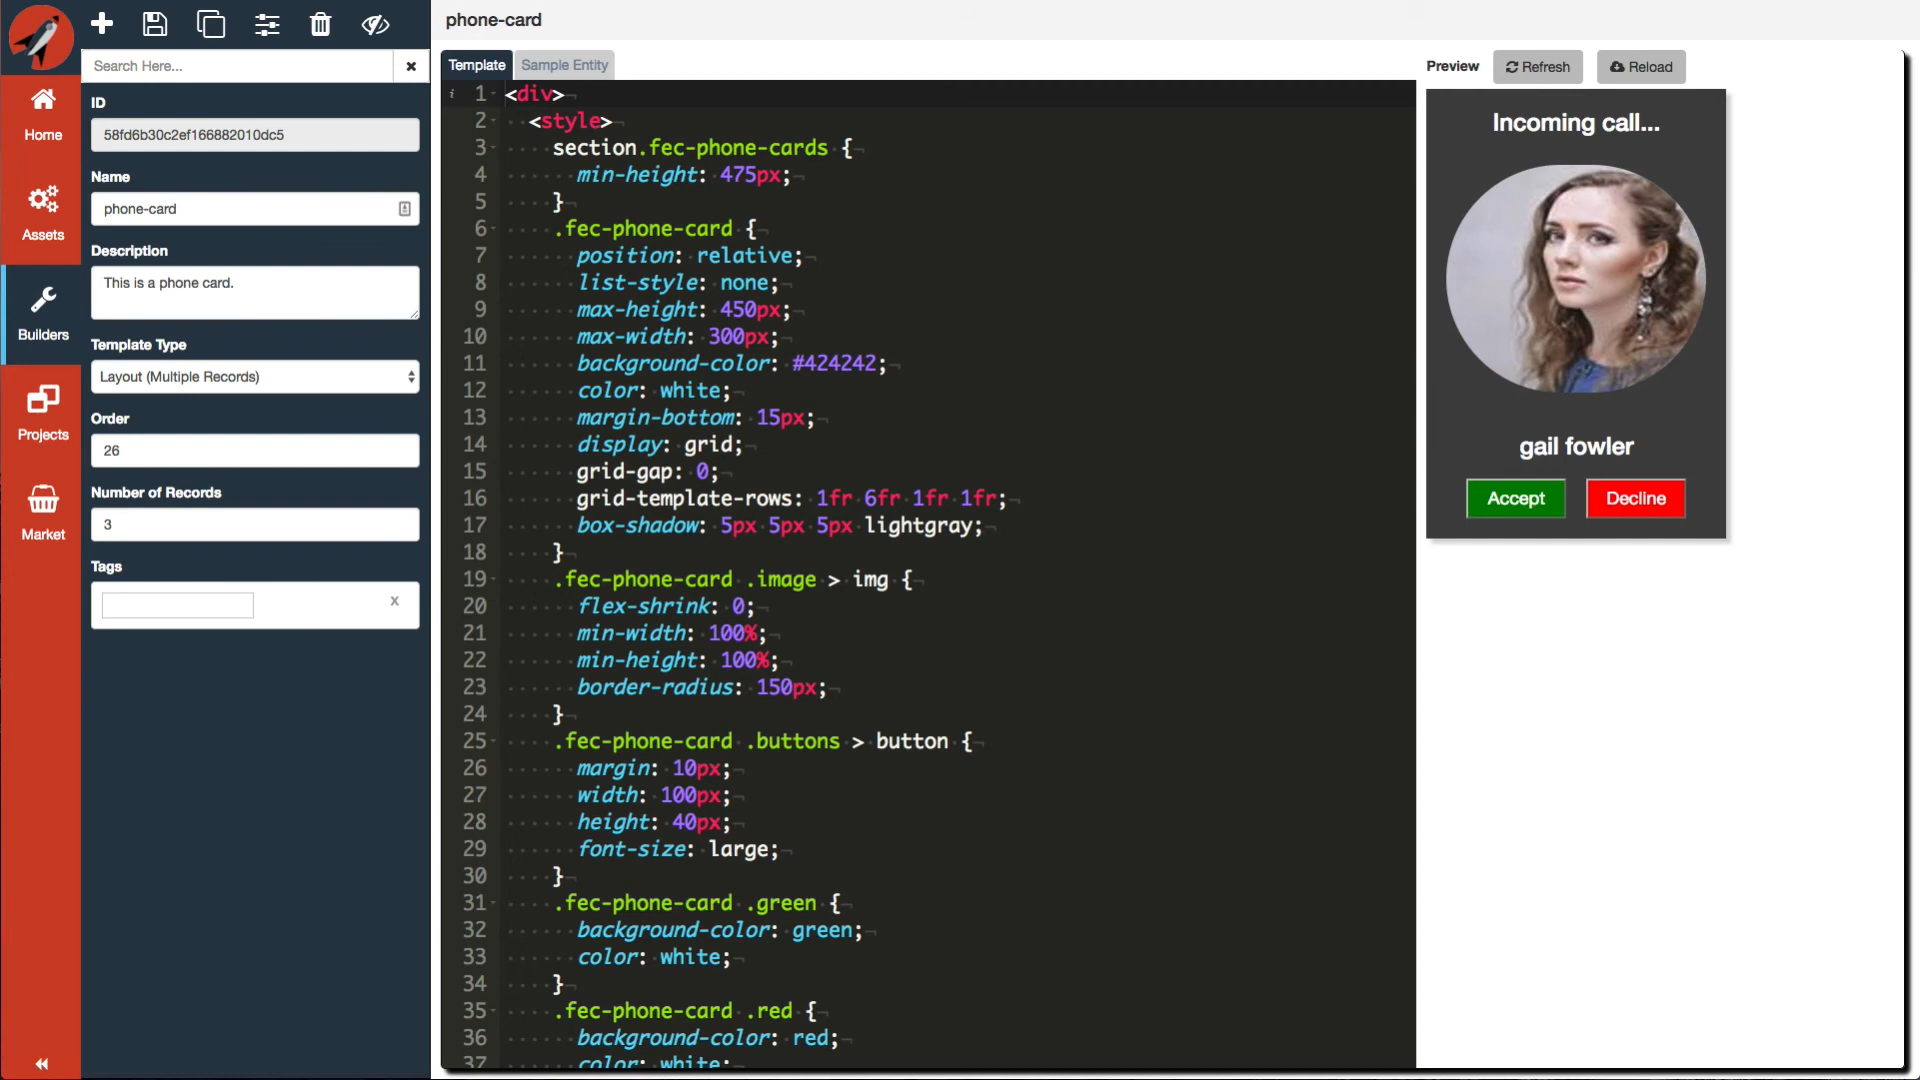 phone-card
Search Here...
Home
Assets
Builders
Projects
Market
ID
58fd6b30c2ef166882010dc5
Name
phone-card
Description
This is a phone card.
Template Type
Layout (Multiple Records)
Order
26
Number of Records
3
Tags
x
Template
Sample Entity
1 <div>
2 <style>
3 section.fec-phone-cards {
4 min-height: 475px;
5 }
6 .fec-phone-card {
7 position: relative;
8 list-style: none;
9 max-height: 450px;
10 max-width: 300px;
11 background-color: #424242;
12 color: white;
13 margin-bottom: 15px;
14 display: grid;
15 grid-gap: 0;
16 grid-template-rows: 1fr 6fr 1fr 1fr;
17 box-shadow: 5px 5px 5px lightgray;
18 }
19 .fec-phone-card .image > img {
20 flex-shrink: 0;
21 min-width: 100%;
22 min-height: 100%;
23 border-radius: 150px;
24 }
25 .fec-phone-card .buttons > button {
26 margin: 10px;
27 width: 100px;
28 height: 40px;
29 font-size: large;
30 }
31 .fec-phone-card .green {
32 background-color: green;
33 color: white;
34 }
35 .fec-phone-card .red {
36 background-color: red;
37 color: white;
Preview
Refresh
Reload
Incoming call...
gail fowler
Accept
Decline